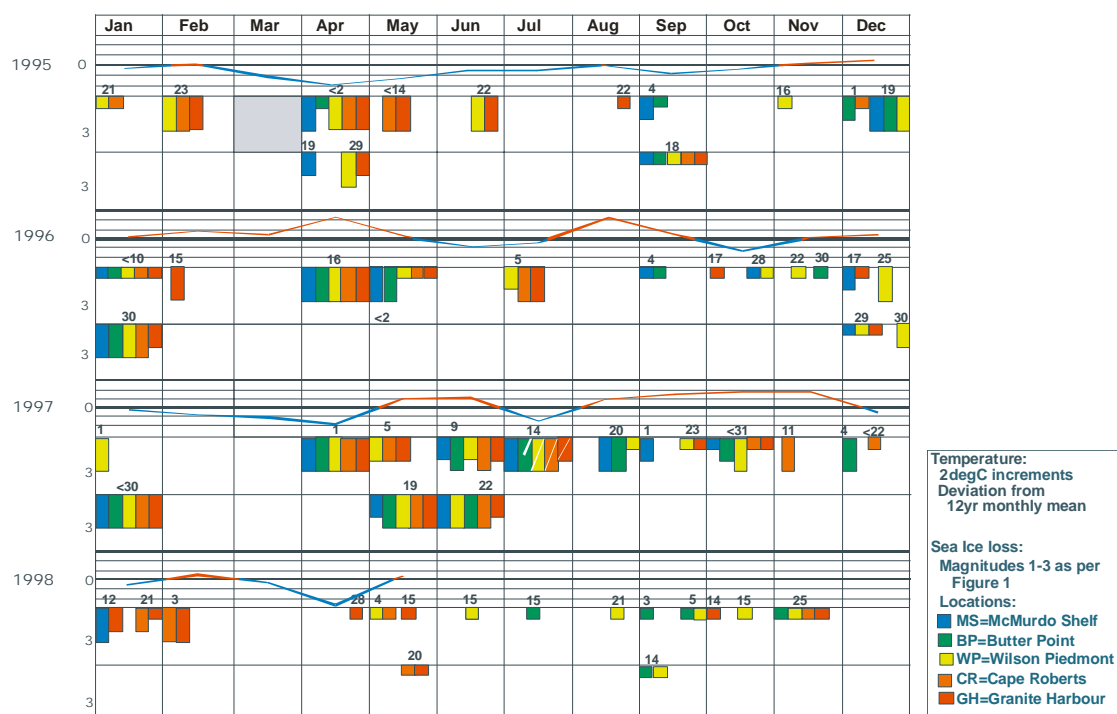 Jan Feb Mar Apr May Jun Jul Aug Sep Oct Nov Dec
1995 0
21 23 <2 <14 22 22 4 16 1 19
3
19 29 18
3
1996 0
<10 15 16 5 4 17 28 22 30 17 25
3
<2
30 29 30
3
1997 0
1 1 5 9 14 20 1 23 <31 11 4 <22
3
<30 19 22
3
1998 0
12 21 3 28 4 15 15 15 21 3 5 14 15 25
3
20 14
3
Temperature:
2degC increments
Deviation from
12yr monthly mean
Sea Ice loss:
Magnitudes 1-3 as per
Figure 1
Locations:
MS=McMurdo Shelf
BP=Butter Point
WP=Wilson Piedmont
CR=Cape Roberts
GH=Granite Harbour